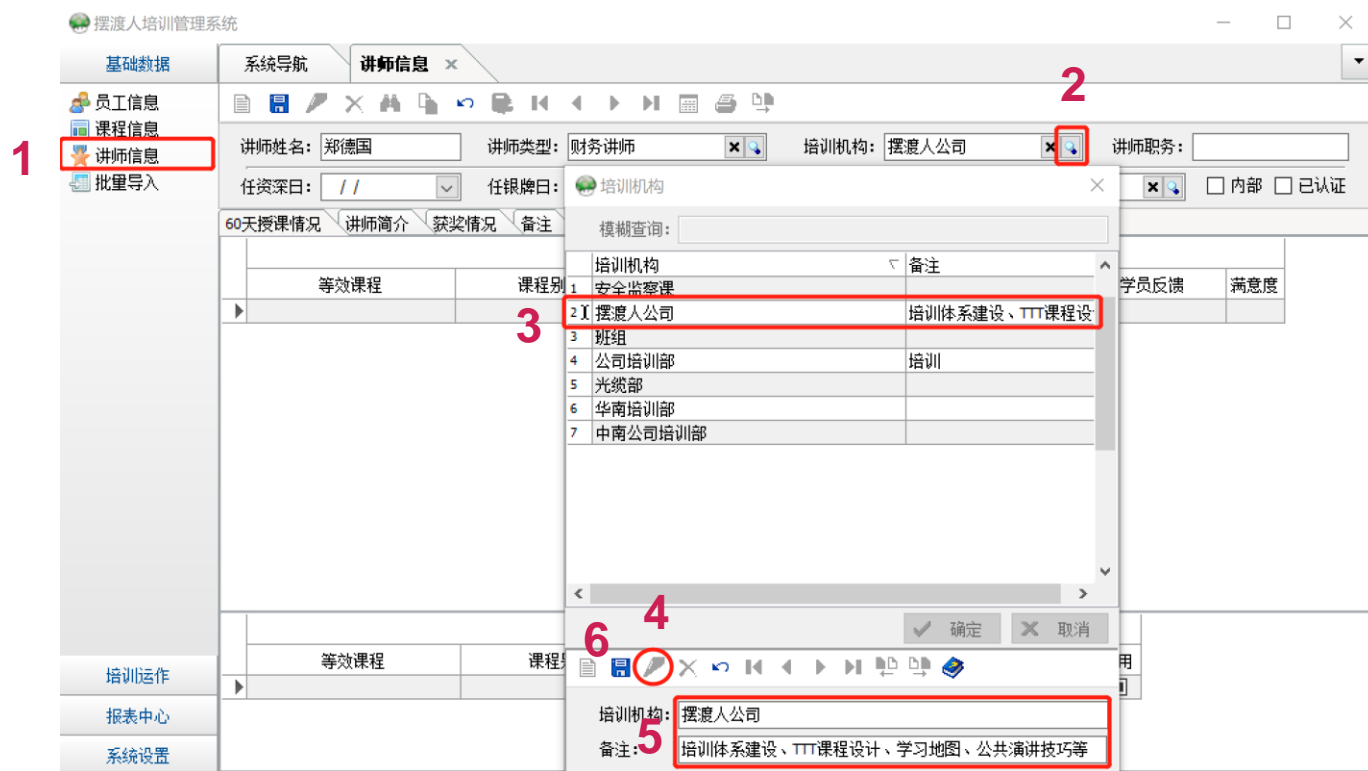 摆渡人培训管理系统
基础数据
系统导航
讲师信息
员工信息
课程信息
讲师信息
批量导入
1
2
讲师姓名: 郑德国 讲师类型: 财务讲师 培训机构: 摆渡人公司 讲师职务:
任资深日: / / 任银牌日: 内部 已认证
60天授课情况 讲师简介 获奖情况 备注
等效课程 课程别 学员反馈 满意度
培训机构
模糊查询:
培训机构 备注
1 安全监察课
3
2 摆渡人公司 培训体系建设、TTT课程设
3 班组
4 公司培训部 培训
5 光缆部
6 华南培训部
7 中南公司培训部
确定 取消
4
6
等效课程 课程 用
培训机构: 摆渡人公司
5
备注: 培训体系建设、TTT课程设计、学习地图、公共演讲技巧等
培训运作
报表中心
系统设置